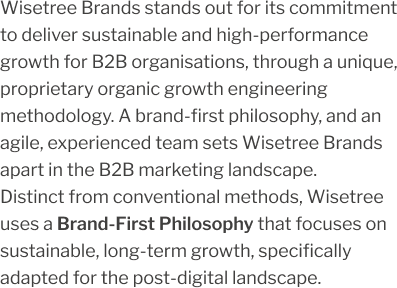 Wisetree Brands stands out for its commitment
to deliver sustainable and high-performance
growth for B2B organisations, through a unique,
proprietary organic growth engineering
methodology. A brand-first philosophy, and an
agile, experienced team sets Wisetree Brands
apart in the B2B marketing landscape.
Distinct from conventional methods, Wisetree
uses a Brand-First Philosophy that focuses on
sustainable, long-term growth, specifically
adapted for the post-digital landscape.